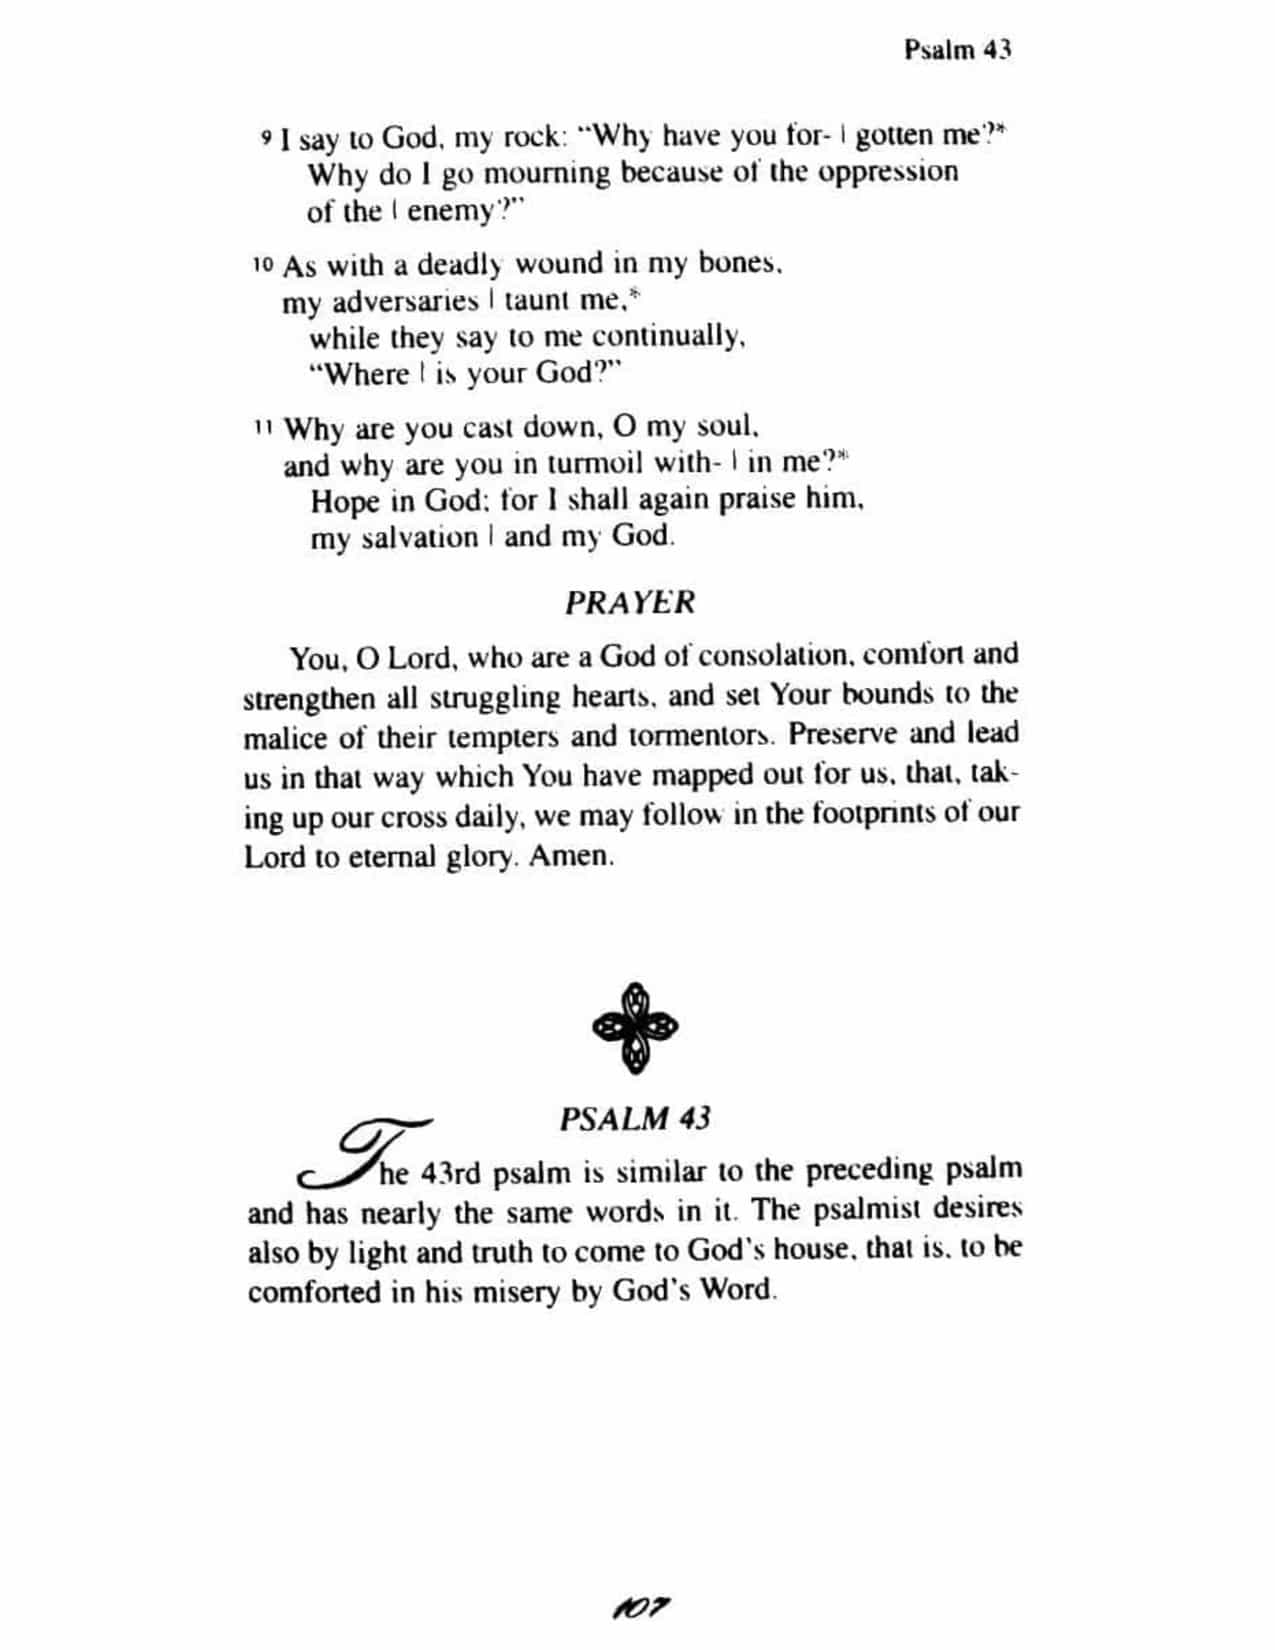 Psalm 43
9 I say to God, my rock: “Why have you for- | gotten me?*
Why do I go mourning because of the oppression
of the | enemy?”
10 As with a deadly wound in my bones,
my adversaries | taunt me,*
while they say to me continually,
“Where | is your God?”
11 Why are you cast down, O my soul,
and why are you in turmoil with- | in me?*
Hope in God; for I shall again praise him,
my salvation | and my God.
PRAYER
You, O Lord, who are a God of consolation, comfort and
strengthen all struggling hearts, and set Your bounds to the
malice of their tempters and tormentors. Preserve and lead
us in that way which You have mapped out for us, that, tak-
ing up our cross daily, we may follow in the footprints of our
Lord to eternal glory. Amen.
PSALM 43
The 43rd psalm is similar to the preceding psalm
and has nearly the same words in it. The psalmist desires
also by light and truth to come to God's house, that is, to be
comforted in his misery by God's Word.
107